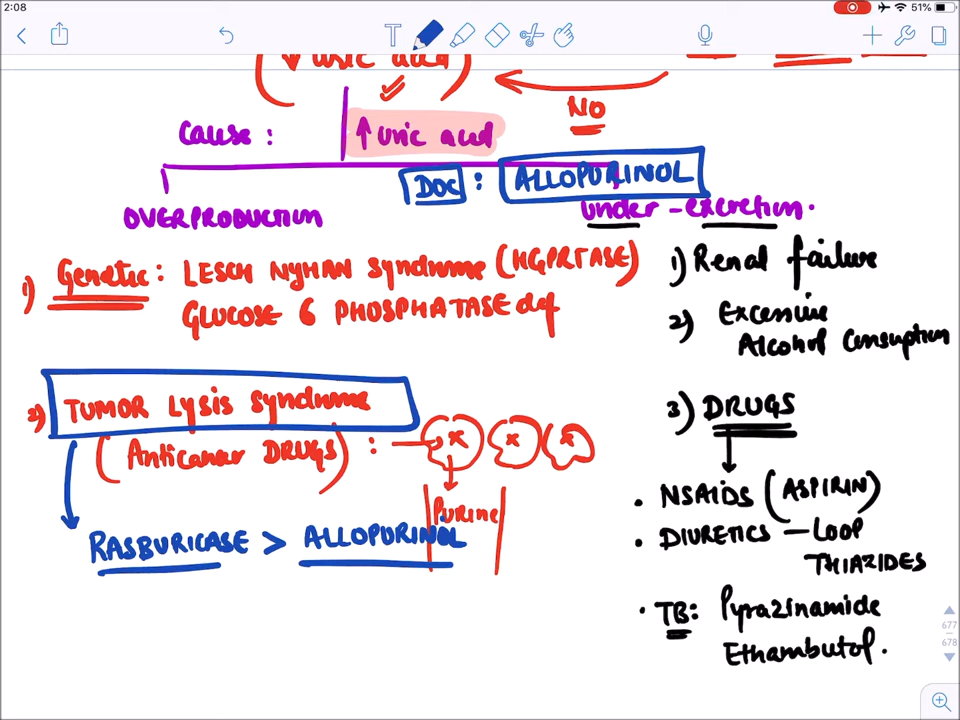 2:08
51%
T
(↓ uric acid)
NO
Cause :
↑ uric acid
DOC : ALLOPURINOL
OVERPRODUCTION
under - excretion.
1) Genetic : LESCH NYHAN Syndrome (HGPRTASE)
GLUCOSE 6 PHOSPHATASE def
2) TUMOR LYSIS Syndrome
(Anticancer DRUGS) :
PURINE
RASBURICASE > ALLOPURINOL
1) Renal failure
2) Excessive
Alcohol Consuption
3) DRUGS
. NSAIDS (ASPIRIN)
. DIURETICS — LOOP
THIAZIDES
. TB: Pyrazinamide
Ethambutol.
677
678